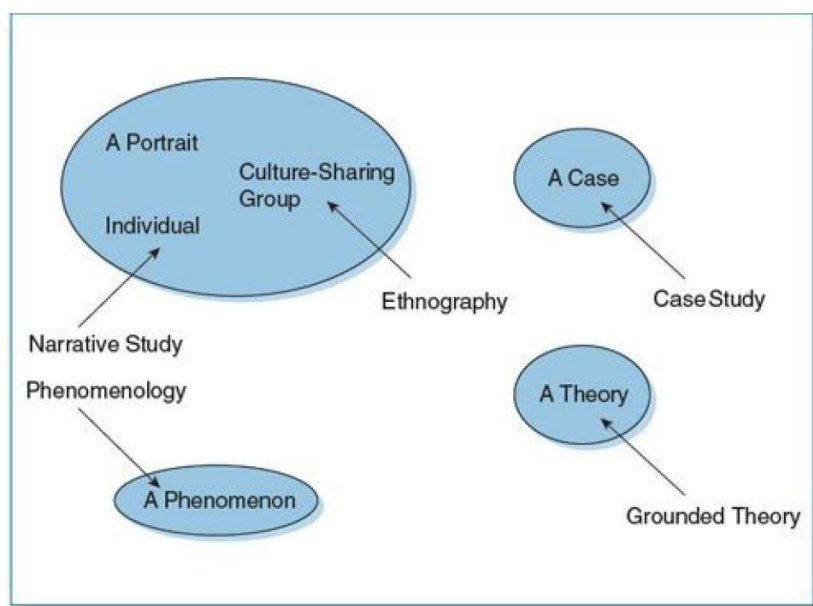 A Portrait
Culture-Sharing
Group
Individual
A Case
Ethnography
Case Study
Narrative Study
Phenomenology
A Theory
A Phenomenon
Grounded Theory